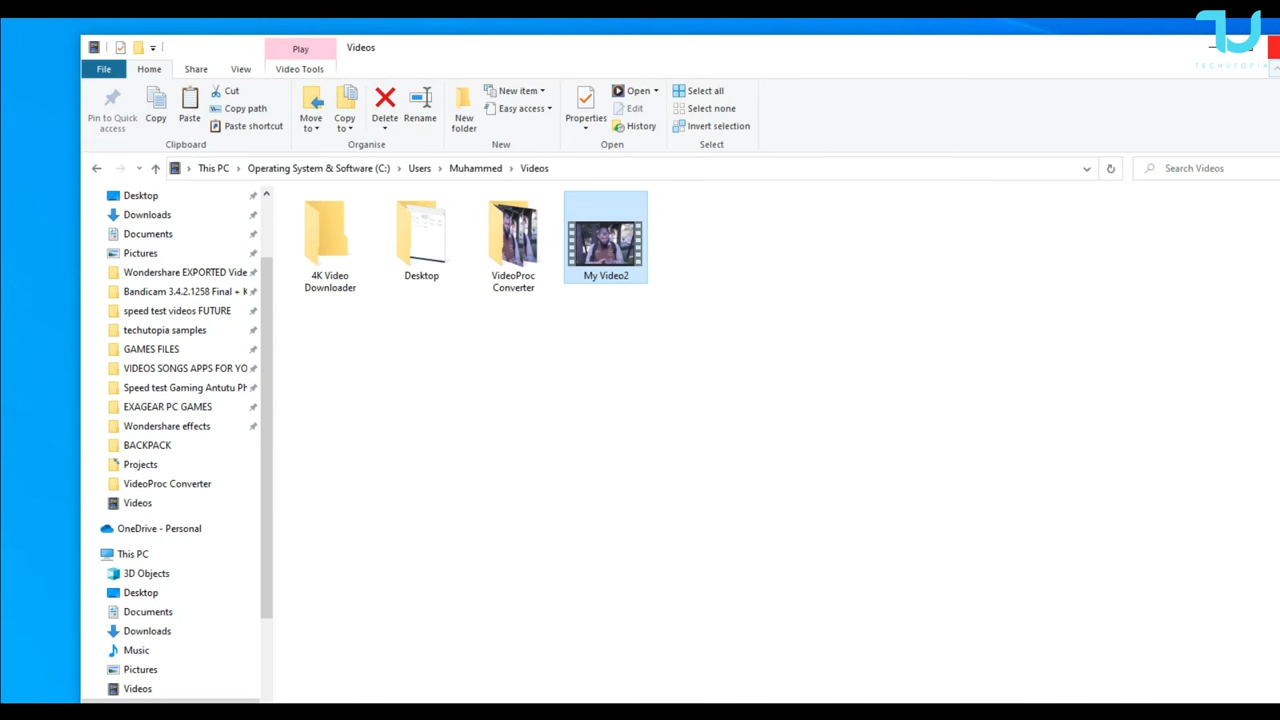 TECHUTOPIA
Play
Videos
File
Home
Share
View
Video Tools
Pin to Quick
access
Copy
Paste
Cut
Copy path
Paste shortcut
Clipboard
Move
to
Copy
to
Delete
Rename
Organise
New
folder
New item
Easy access
New
Properties
Open
Edit
History
Open
Select all
Select none
Invert selection
Select
This PC > Operating System & Software (C:) > Users > Muhammed > Videos
Search Videos
Desktop
Downloads
Documents
Pictures
Wondershare EXPORTED Vide
Bandicam 3.4.2.1258 Final + K
speed test videos FUTURE
techutopia samples
GAMES FILES
VIDEOS SONGS APPS FOR YO
Speed test Gaming Antutu Ph
EXAGEAR PC GAMES
Wondershare effects
BACKPACK
Projects
VideoProc Converter
Videos
OneDrive - Personal
This PC
3D Objects
Desktop
Documents
Downloads
Music
Pictures
Videos
4K Video
Downloader
Desktop
VideoProc
Converter
My Video2